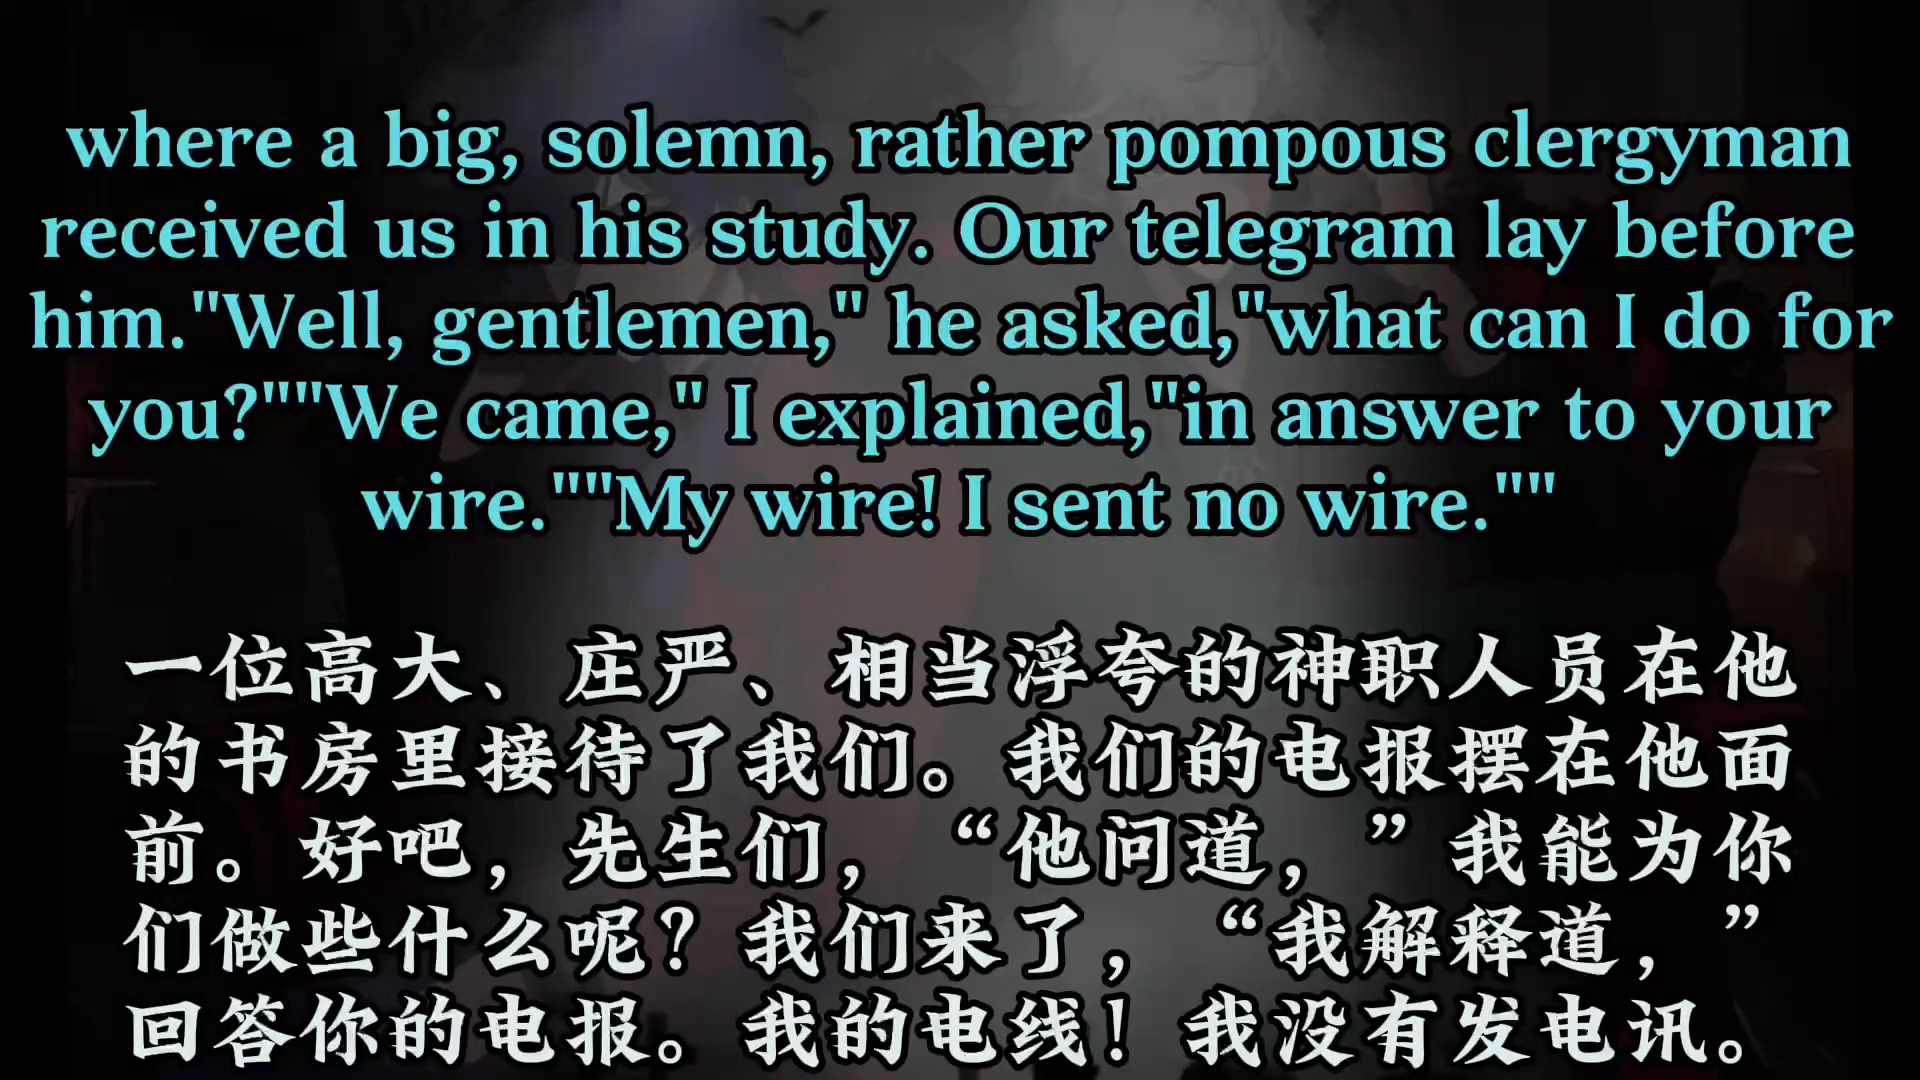 where a big, solemn, rather pompous clergyman
received us in his study. Our telegram lay before
him."Well, gentlemen," he asked,"what can I do for
you?""We came," I explained,"in answer to your
wire.""My wire! I sent no wire.""
一位高大、庄严、相当浮夸的神职人员在他
的书房里接待了我们。我们的电报摆在他面
前。好吧，先生们，“他问道，”我能为你
们做些什么呢？我们来了，“我解释道，”
回答你的电报。我的电线！我没有发电讯。